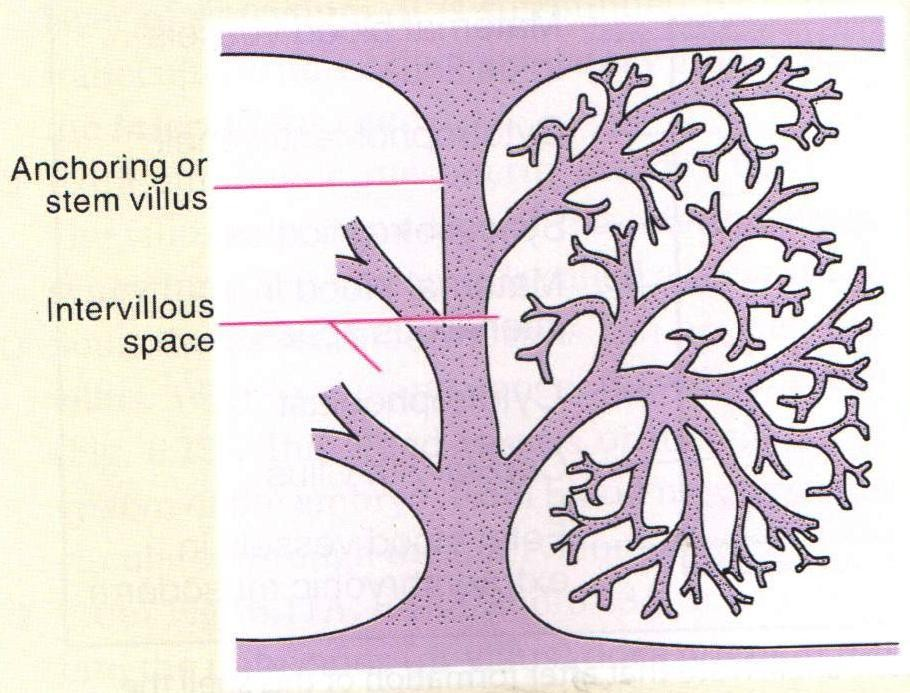 Anchoring or
stem villus
Intervillous
space